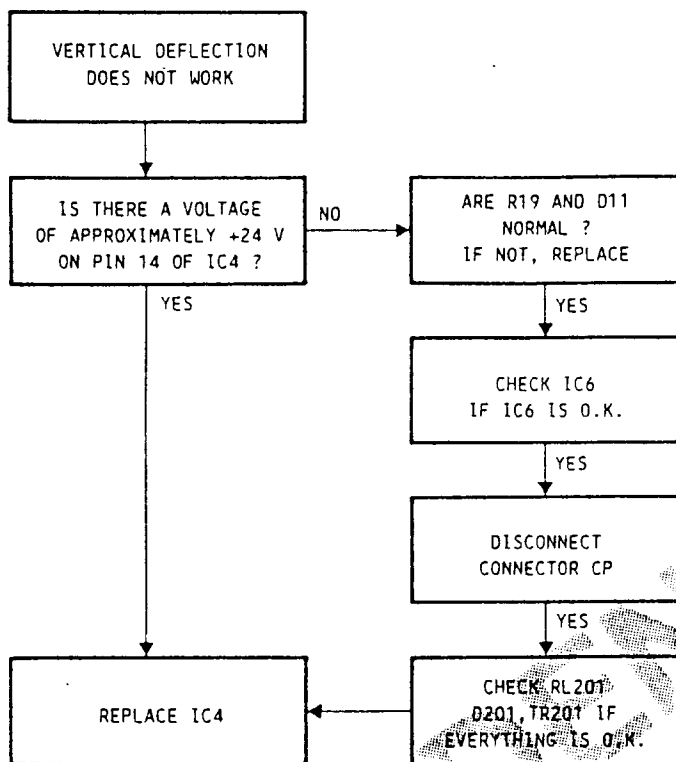 VERTICAL DEFLECTION
DOES NOT WORK
IS THERE A VOLTAGE
OF APPROXIMATELY +24 V
ON PIN 14 OF IC4 ?
NO
ARE R19 AND D11
NORMAL ?
IF NOT, REPLACE
YES
YES
CHECK IC6
IF IC6 IS O.K.
YES
DISCONNECT
CONNECTOR CP
YES
REPLACE IC4
CHECK RL201
D201,TR201 IF
EVERYTHING IS O.K.